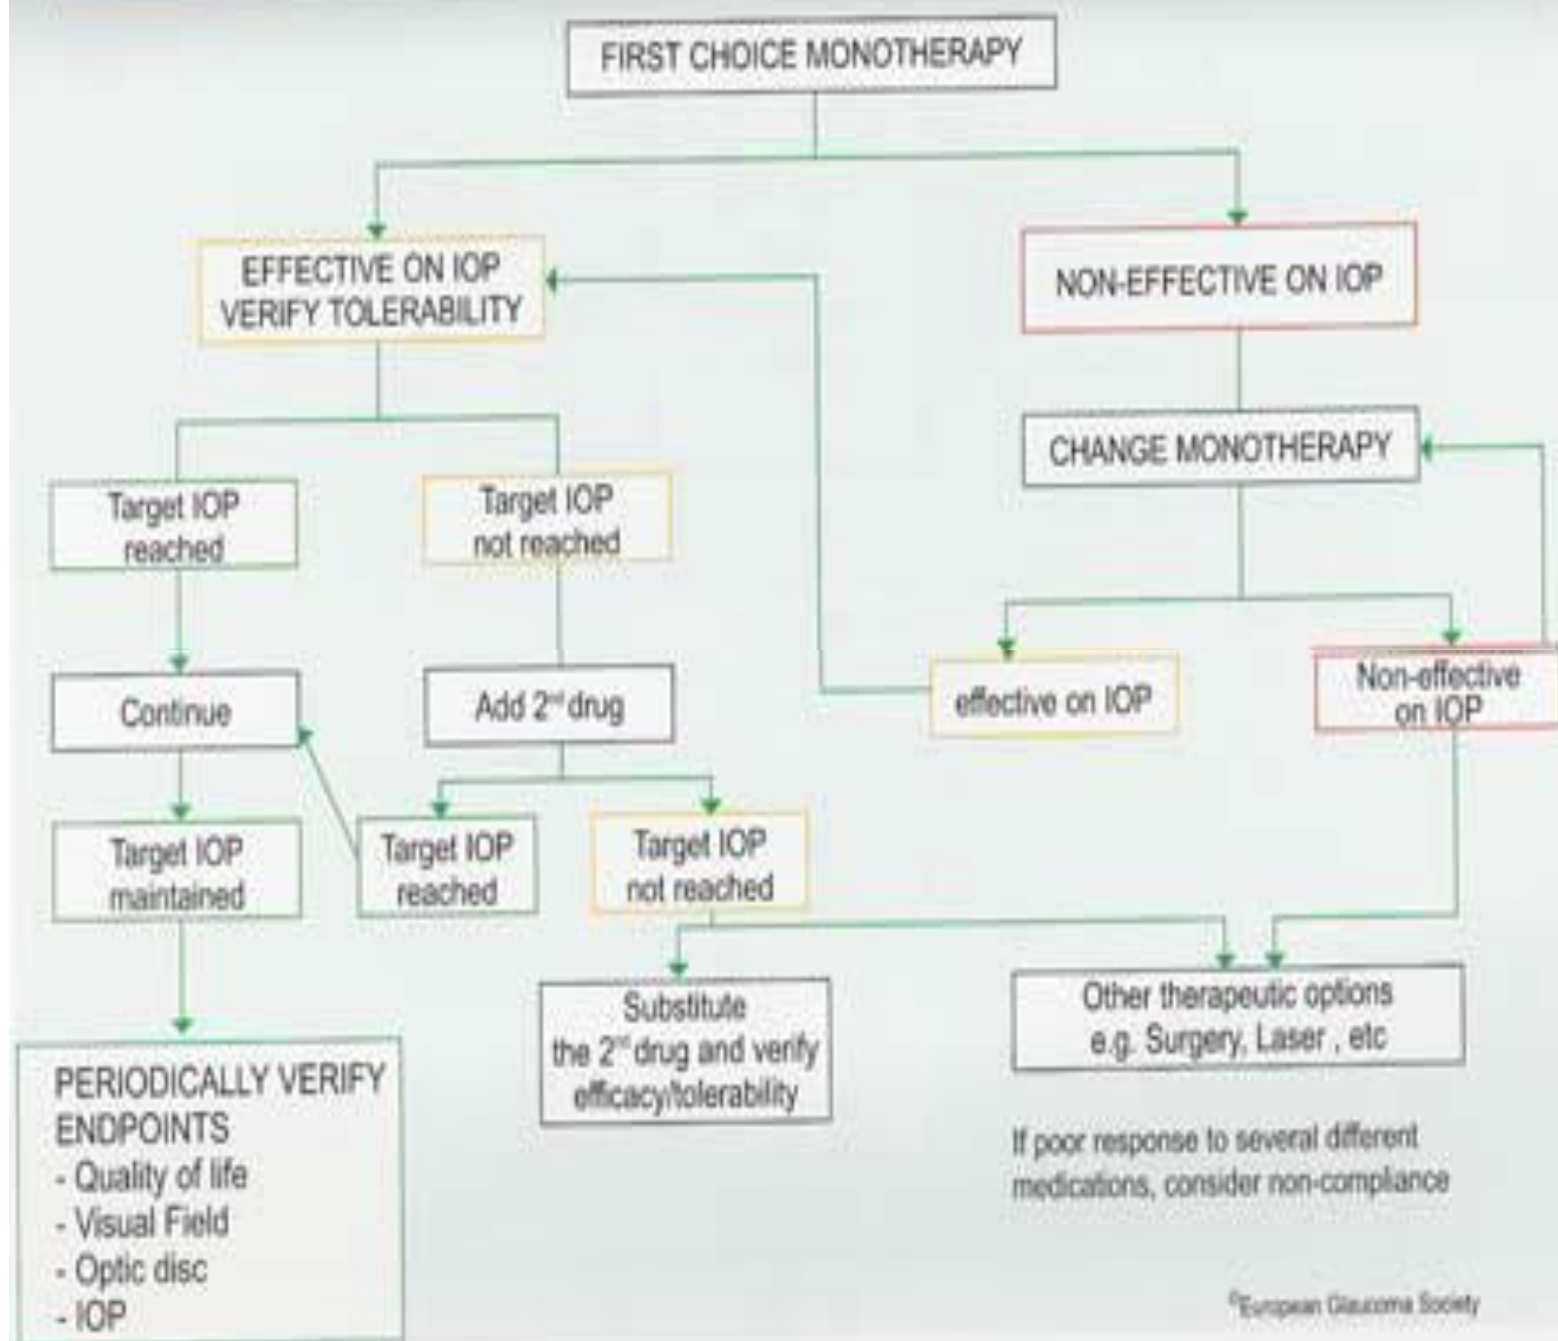 FIRST CHOICE MONOTHERAPY
EFFECTIVE ON IOP
VERIFY TOLERABILITY
NON-EFFECTIVE ON IOP
CHANGE MONOTHERAPY
Target IOP
reached
Target IOP
not reached
Continue
Add 2nd drug
effective on IOP
Non-effective
on IOP
Target IOP
maintained
Target IOP
reached
Target IOP
not reached
Substitute
the 2nd drug and verify
efficacy/tolerability
Other therapeutic options
e.g. Surgery, Laser , etc
PERIODICALLY VERIFY
ENDPOINTS
- Quality of life
- Visual Field
- Optic disc
- IOP
If poor response to several different
medications, consider non-compliance
©European Glaucoma Society